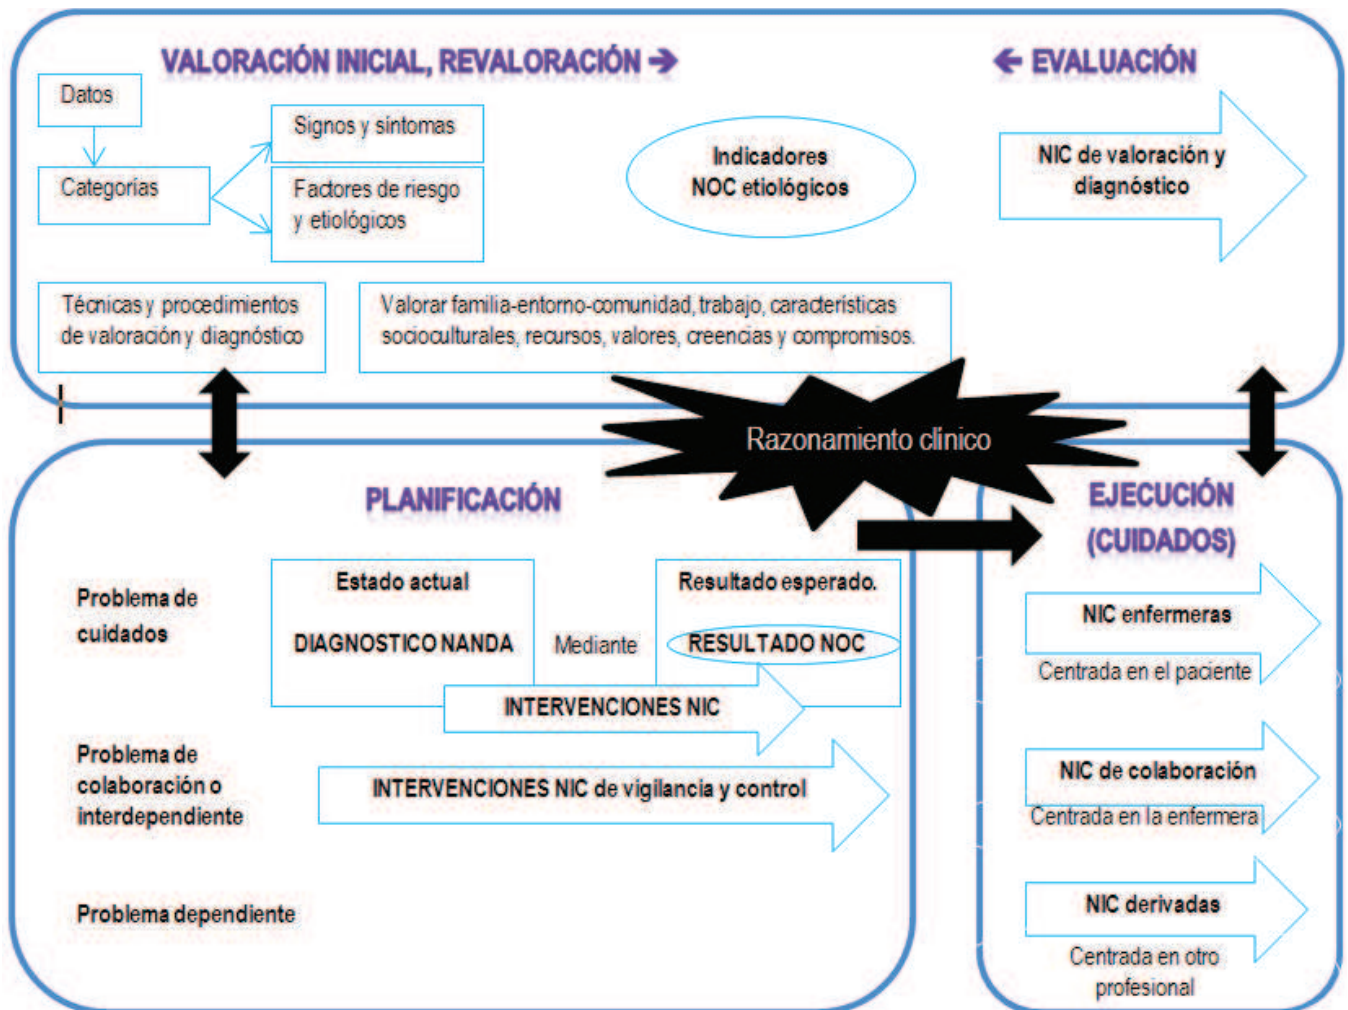 VALORACIÓN INICIAL, REVALORACIÓN →
← EVALUACIÓN
Datos
Categorías
Signos y síntomas
Factores de riesgo
y etiológicos
Indicadores
NOC etiológicos
NIC de valoración y
diagnóstico
Técnicas y procedimientos
de valoración y diagnóstico
Valorar familia-entorno-comunidad, trabajo, características
socioculturales, recursos, valores, creencias y compromisos.
Razonamiento clínico
PLANIFICACIÓN
Problema de
cuidados
Estado actual
DIAGNOSTICO NANDA
Mediante
Resultado esperado.
RESULTADO NOC
INTERVENCIONES NIC
Problema de
colaboración o
interdependiente
INTERVENCIONES NIC de vigilancia y control
Problema dependiente
EJECUCIÓN
(CUIDADOS)
NIC enfermeras
Centrada en el paciente
NIC de colaboración
Centrada en la enfermera
NIC derivadas
Centrada en otro
profesional